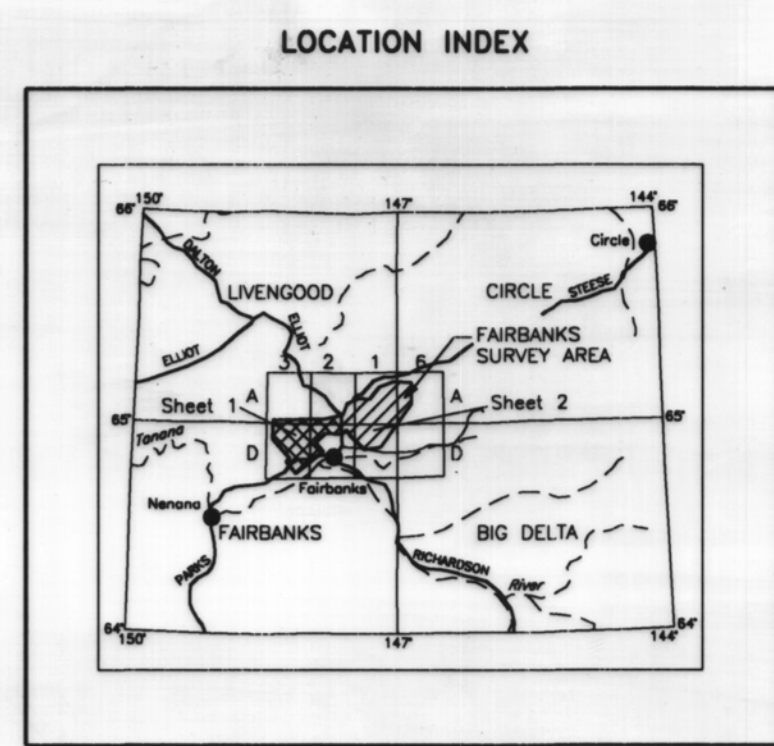 LOCATION INDEX
66° 150° 147° 144° 66°
Circle
DALTON
LIVENGOOD
CIRCLE STEESE
ELLIOT
FAIRBANKS
SURVEY AREA
ELLIOT
3 2 1 6
A A
Sheet 1 Sheet 2
65° 65°
Tanana
D D
Fairbanks
Nenana
FAIRBANKS
BIG DELTA
PARKS
RICHARDSON
River
64° 64°
150° 147° 144°